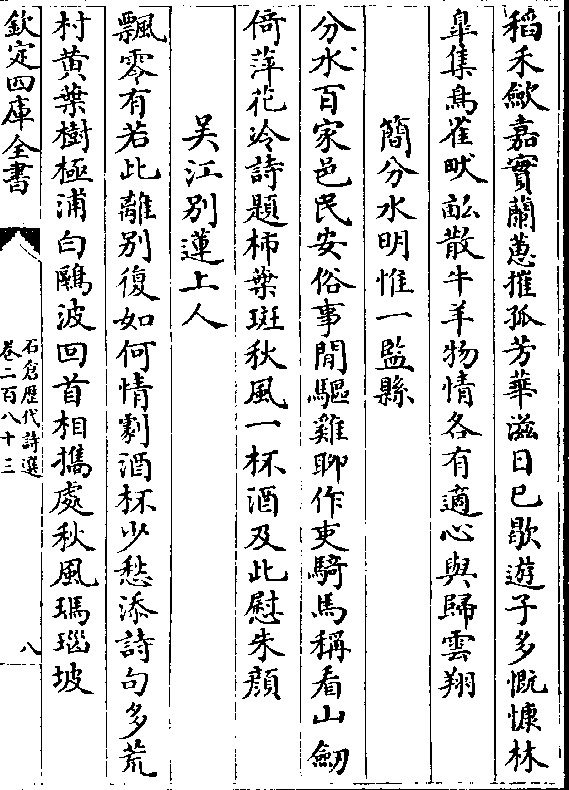 稻禾歛嘉實蘭蕙摧孤芳華滋日已歇遊子多慨慷林
臯集鳥雀畎畝散牛羊物情各有適心與歸雲翔
簡分水明惟一監縣
分水百家邑民安俗事閒驅雞聊作吏騎馬稱看山劒
倚萍花冷詩題柿葉斑秋風一杯酒及此慰朱顔
吴江别蓮上人
飄零有若此離别復如何情劇酒杯少愁添詩句多荒
村黄葉樹極浦白鷗波回首相携處秋風瑪瑙坡
欽定四庫全書
石倉歴代詩選
卷二百八十三
八